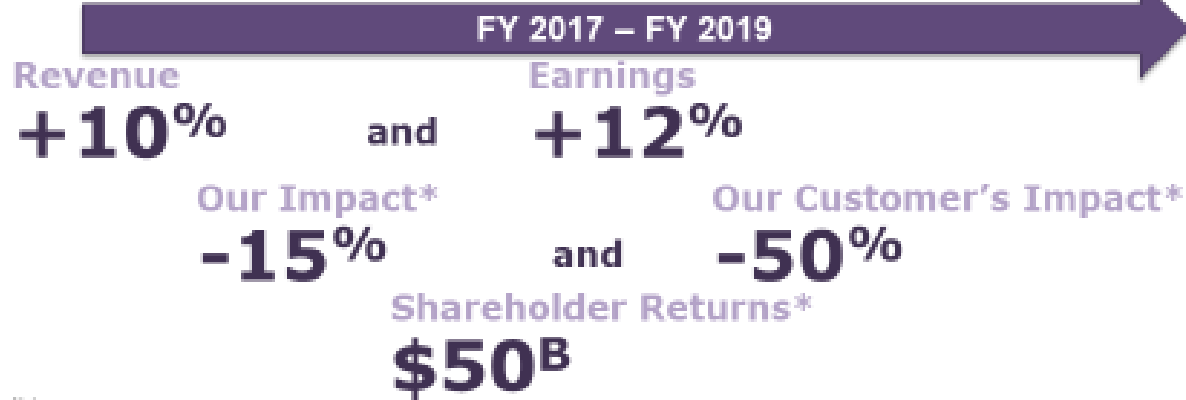 FY 2017 – FY 2019
Revenue Earnings
+10% and +12%
Our Impact* Our Customer’s Impact*
-15% and -50%
Shareholder Returns*
$50B